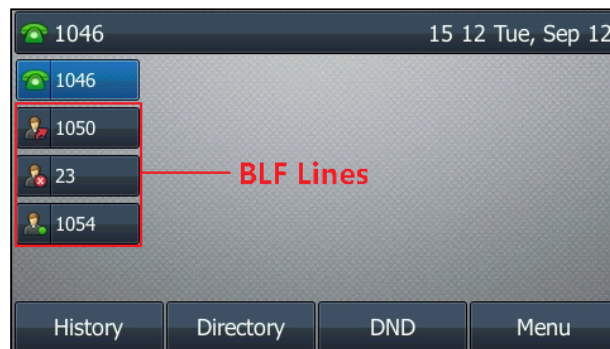 1046 15 12 Tue, Sep 12
1046
1050
23 BLF Lines
1054
History Directory DND Menu